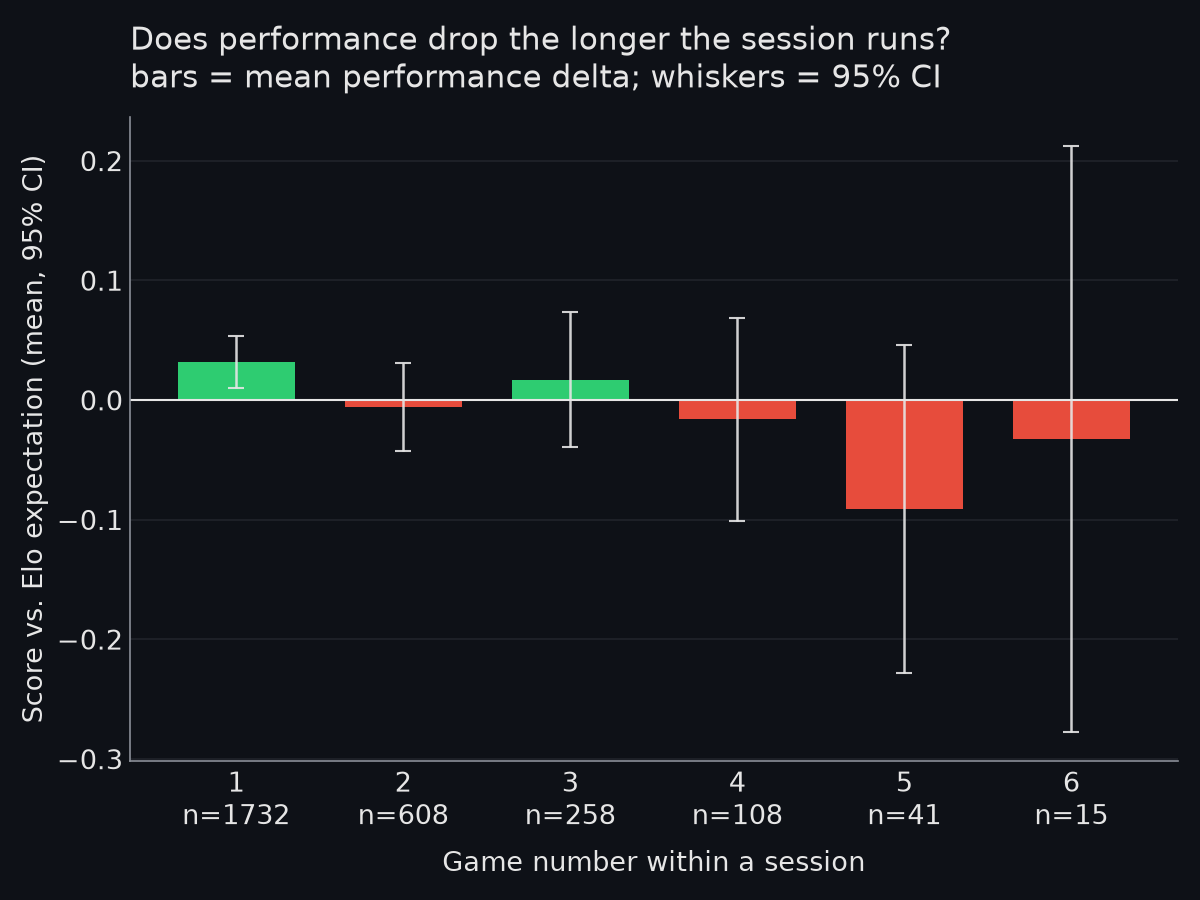 Does performance drop the longer the session runs?
bars = mean performance delta; whiskers = 95% CI
Score vs. Elo expectation (mean, 95% CI)
0.2
0.1
0.0
−0.1
−0.2
−0.3
1 2 3 4 5 6
n=1732 n=608 n=258 n=108 n=41 n=15
Game number within a session